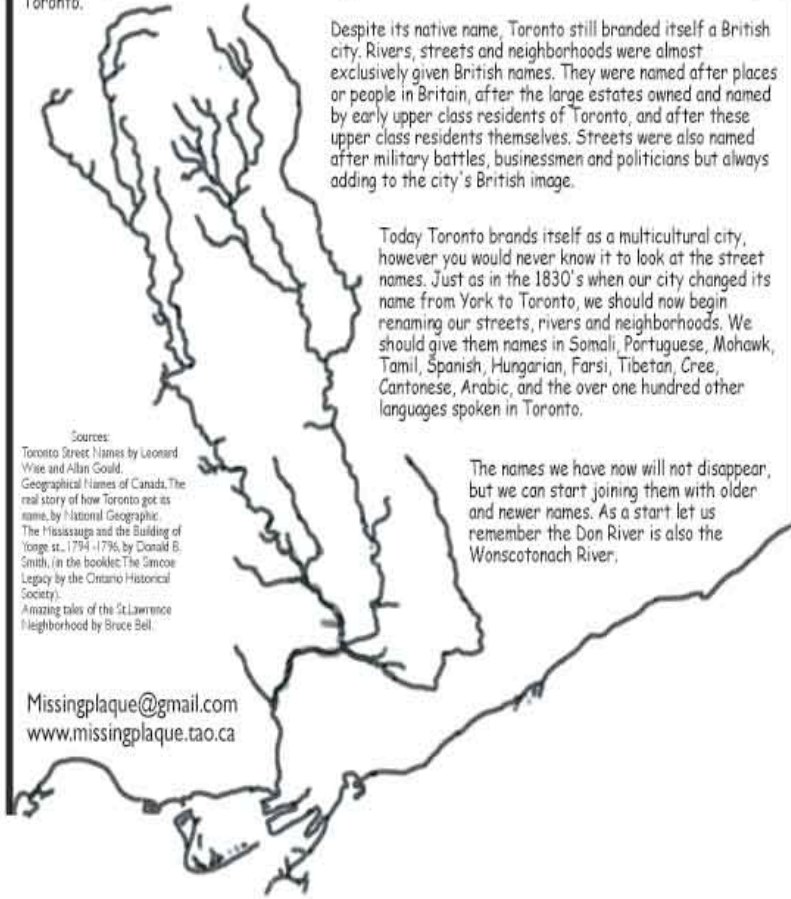 Toronto.
Despite its native name, Toronto still branded itself a British
city. Rivers, streets and neighborhoods were almost
exclusively given British names. They were named after places
or people in Britain, after the large estates owned and named
by early upper class residents of Toronto, and after these
upper class residents themselves. Streets were also named
after military battles, businessmen and politicians but always
adding to the city's British image.
Today Toronto brands itself as a multicultural city,
however you would never know it to look at the street
names. Just as in the 1830's when our city changed its
name from York to Toronto, we should now begin
renaming our streets, rivers and neighborhoods. We
should give them names in Somali, Portuguese, Mohawk,
Tamil, Spanish, Hungarian, Farsi, Tibetan, Cree,
Cantonese, Arabic, and the over one hundred other
languages spoken in Toronto.
The names we have now will not disappear,
but we can start joining them with older
and newer names. As a start let us
remember the Don River is also the
Wonscotonach River.
Sources:
Toronto Street Names by Leonard
Wise and Allan Gould.
Geographical Names of Canada, The
real story of how Toronto got its
name, by National Geographic.
The Mississauga and the Building of
Yonge st., 1794-1796, by Donald B.
Smith, (in the booklet The Simcoe
Legacy by the Ontario Historical
Society).
Amazing tales of the St.Lawrence
Neighborhood by Bruce Bell.
Missingplaque@gmail.com
www.missingplaque.tao.ca